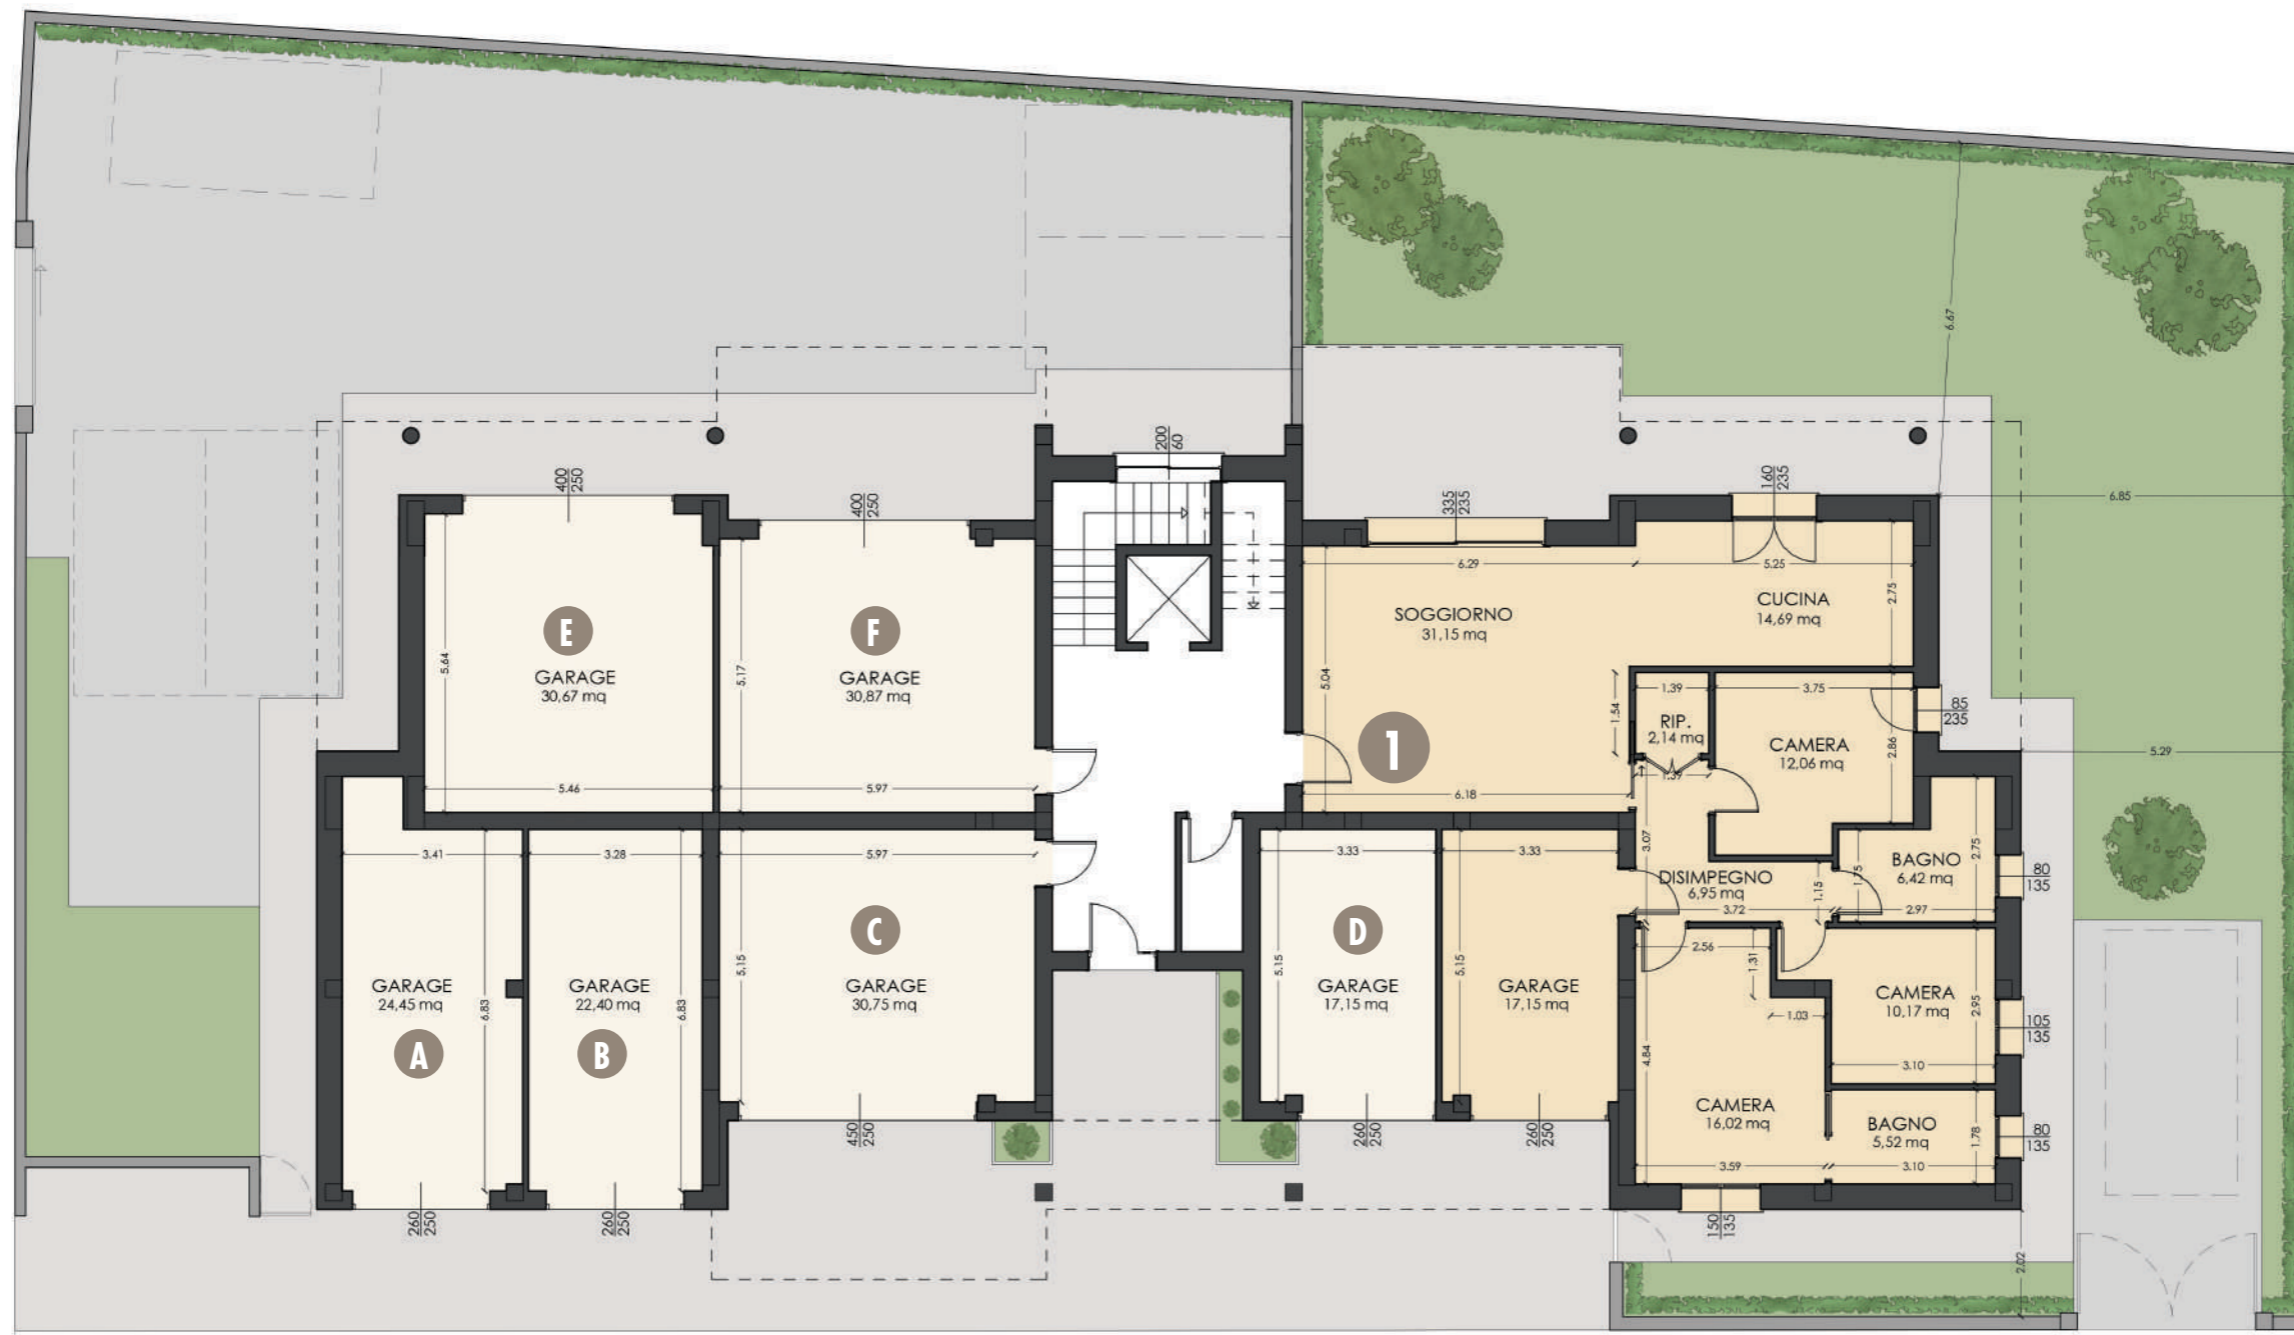 6.67
200
60
400
250
400
250
335
235
160
235
6.85
6.29
5.25
E
GARAGE
30,67 mq
5.64
5.46
F
GARAGE
30,87 mq
5.17
5.97
SOGGIORNO
31,15 mq
5.04
6.18
1
CUCINA
14,69 mq
2.75
1.54
1.39
RIP.
2,14 mq
1.39
3.75
CAMERA
12,06 mq
2.86
85
235
5.29
3.41
6.83
GARAGE
24,45 mq
A
260
250
3.28
6.83
GARAGE
22,40 mq
B
260
250
5.97
C
GARAGE
30,75 mq
5.15
450
250
3.33
D
GARAGE
17,15 mq
5.15
260
250
3.33
GARAGE
17,15 mq
5.15
260
250
3.07
DISIMPEGNO
6,95 mq
3.72
1.15
1.75
BAGNO
6,42 mq
2.75
2.97
80
135
2.56
1.31
1.03
4.84
CAMERA
16,02 mq
3.59
150
135
CAMERA
10,17 mq
2.95
3.10
105
135
BAGNO
5,52 mq
1.78
3.10
80
135
2.02